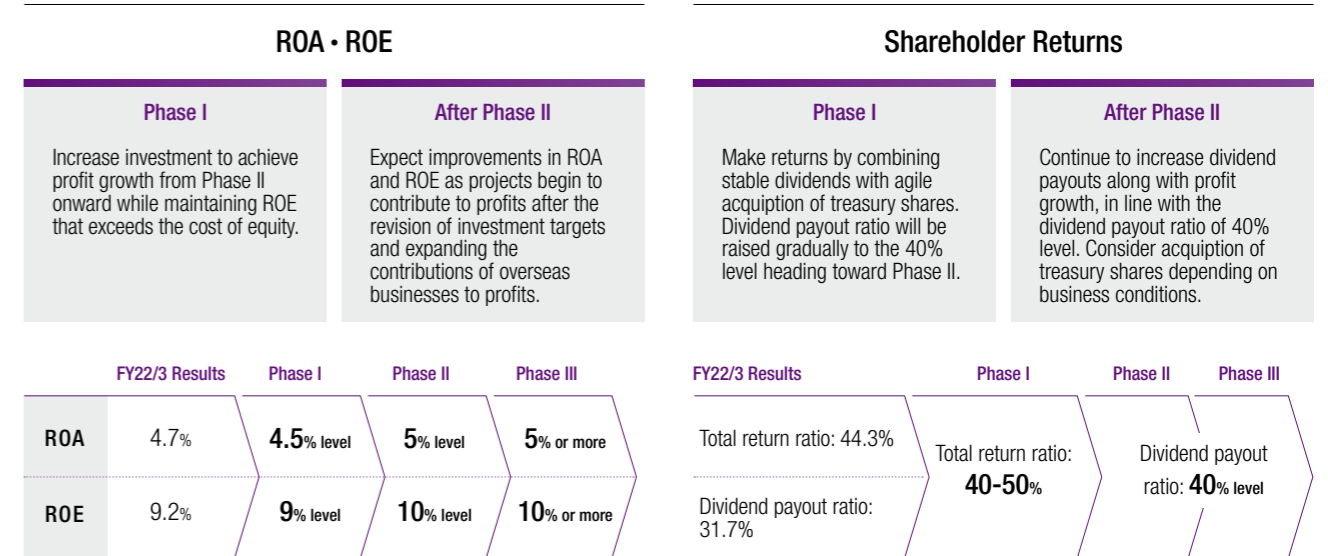 ROA • ROE
Phase I
Increase investment to achieve
profit growth from Phase II
onward while maintaining ROE
that exceeds the cost of equity.
After Phase II
Expect improvements in ROA
and ROE as projects begin to
contribute to profits after the
revision of investment targets
and expanding the
contributions of overseas
businesses to profits.
FY22/3 Results Phase I Phase II Phase III
ROA 4.7% 4.5% level 5% level 5% or more
ROE 9.2% 9% level 10% level 10% or more
Shareholder Returns
Phase I
Make returns by combining
stable dividends with agile
acquiption of treasury shares.
Dividend payout ratio will be
raised gradually to the 40%
level heading toward Phase II.
After Phase II
Continue to increase dividend
payouts along with profit
growth, in line with the
dividend payout ratio of 40%
level. Consider acquiption of
treasury shares depending on
business conditions.
FY22/3 Results Phase I Phase II Phase III
Total return ratio: 44.3%
Dividend payout ratio:
31.7%
Total return ratio:
40-50%
Dividend payout
ratio: 40% level